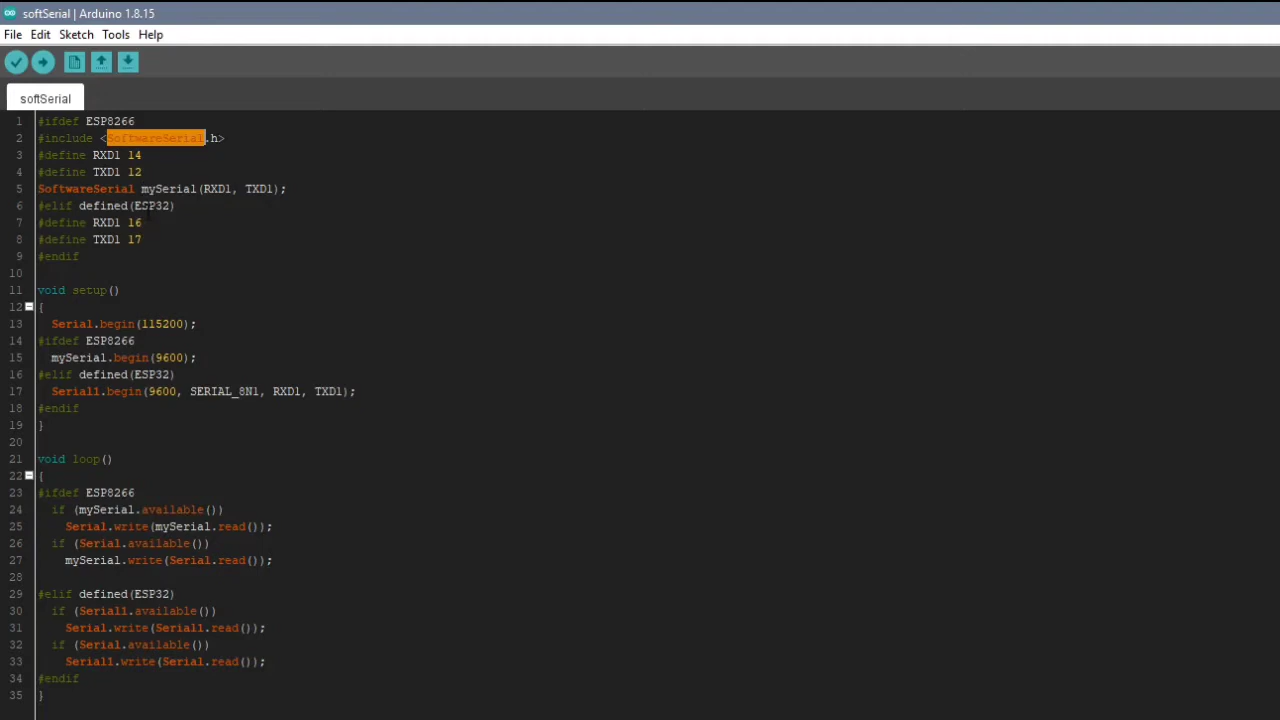 softSerial | Arduino 1.8.15
File Edit Sketch Tools Help
softSerial
1 #ifdef ESP8266
2 #include <SoftwareSerial.h>
3 #define RXD1 14
4 #define TXD1 12
5 SoftwareSerial mySerial(RXD1, TXD1);
6 #elif defined(ESP32)
7 #define RXD1 16
8 #define TXD1 17
9 #endif
10
11 void setup()
12 {
13   Serial.begin(115200);
14 #ifdef ESP8266
15   mySerial.begin(9600);
16 #elif defined(ESP32)
17   Serial1.begin(9600, SERIAL_8N1, RXD1, TXD1);
18 #endif
19 }
20
21 void loop()
22 {
23 #ifdef ESP8266
24   if (mySerial.available())
25     Serial.write(mySerial.read());
26   if (Serial.available())
27     mySerial.write(Serial.read());
28
29 #elif defined(ESP32)
30   if (Serial1.available())
31     Serial.write(Serial1.read());
32   if (Serial.available())
33     Serial1.write(Serial.read());
34 #endif
35 }